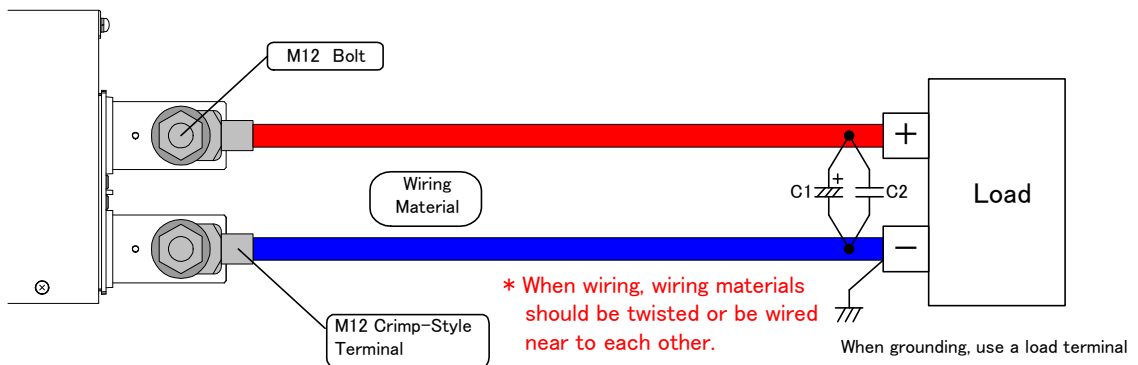 M12 Bolt
+
Wiring
Material
C1
+
C2
Load
−
* When wiring, wiring materials
should be twisted or be wired
near to each other.
M12 Crimp-Style
Terminal
When grounding, use a load terminal